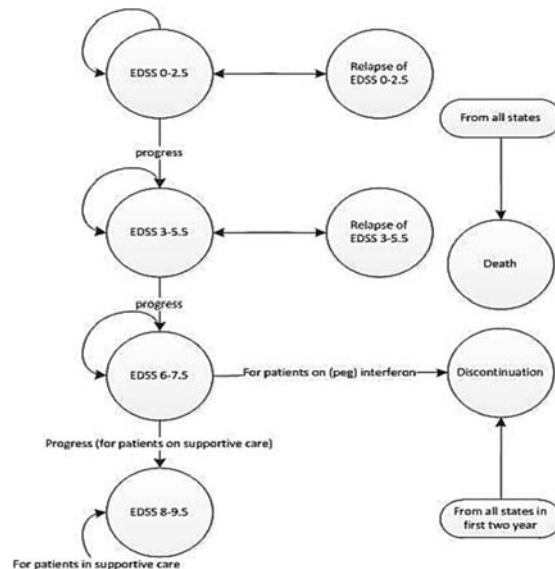 EDSS 0-2.5
Relapse of
EDSS 0-2.5
From all states
progress
EDSS 3-5.5
Relapse of
EDSS 3-5.5
Death
progress
EDSS 6-7.5
For patients on (peg) interferon
Discontinuation
Progress (for patients on supportive care)
EDSS 8-9.5
From all states in
first two year
For patients in supportive care